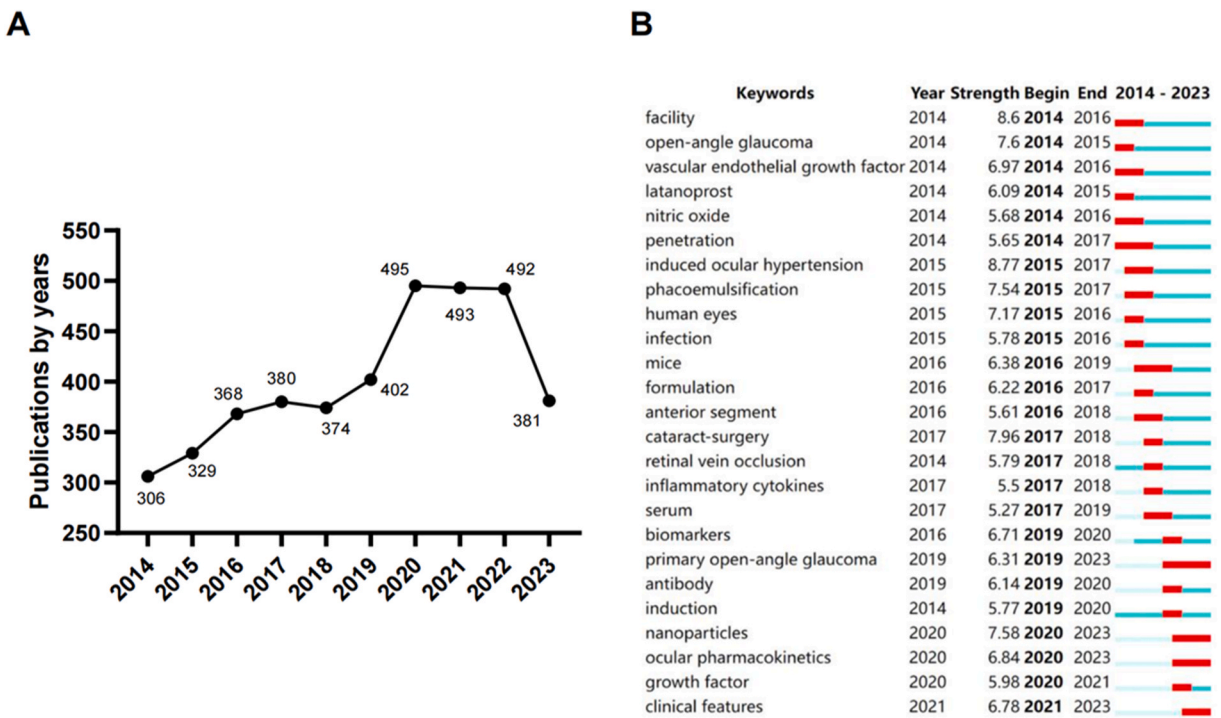 A
B
Publications by years
550
500
450
400
350
300
250
306
329
368
380
374
402
495
493
492
381
2014
2015
2016
2017
2018
2019
2020
2021
2022
2023
Keywords Year Strength Begin End 2014 - 2023
facility 2014 8.6 2014 2016
open-angle glaucoma 2014 7.6 2014 2015
vascular endothelial growth factor 2014 6.97 2014 2016
latanoprost 2014 6.09 2014 2015
nitric oxide 2014 5.68 2014 2016
penetration 2014 5.65 2014 2017
induced ocular hypertension 2015 8.77 2015 2017
phacoemulsification 2015 7.54 2015 2017
human eyes 2015 7.17 2015 2016
infection 2015 5.78 2015 2016
mice 2016 6.38 2016 2019
formulation 2016 6.22 2016 2017
anterior segment 2016 5.61 2016 2018
cataract-surgery 2017 7.96 2017 2018
retinal vein occlusion 2014 5.79 2017 2018
inflammatory cytokines 2017 5.5 2017 2018
serum 2017 5.27 2017 2019
biomarkers 2016 6.71 2019 2020
primary open-angle glaucoma 2019 6.31 2019 2023
antibody 2019 6.14 2019 2020
induction 2014 5.77 2019 2020
nanoparticles 2020 7.58 2020 2023
ocular pharmacokinetics 2020 6.84 2020 2023
growth factor 2020 5.98 2020 2021
clinical features 2021 6.78 2021 2023